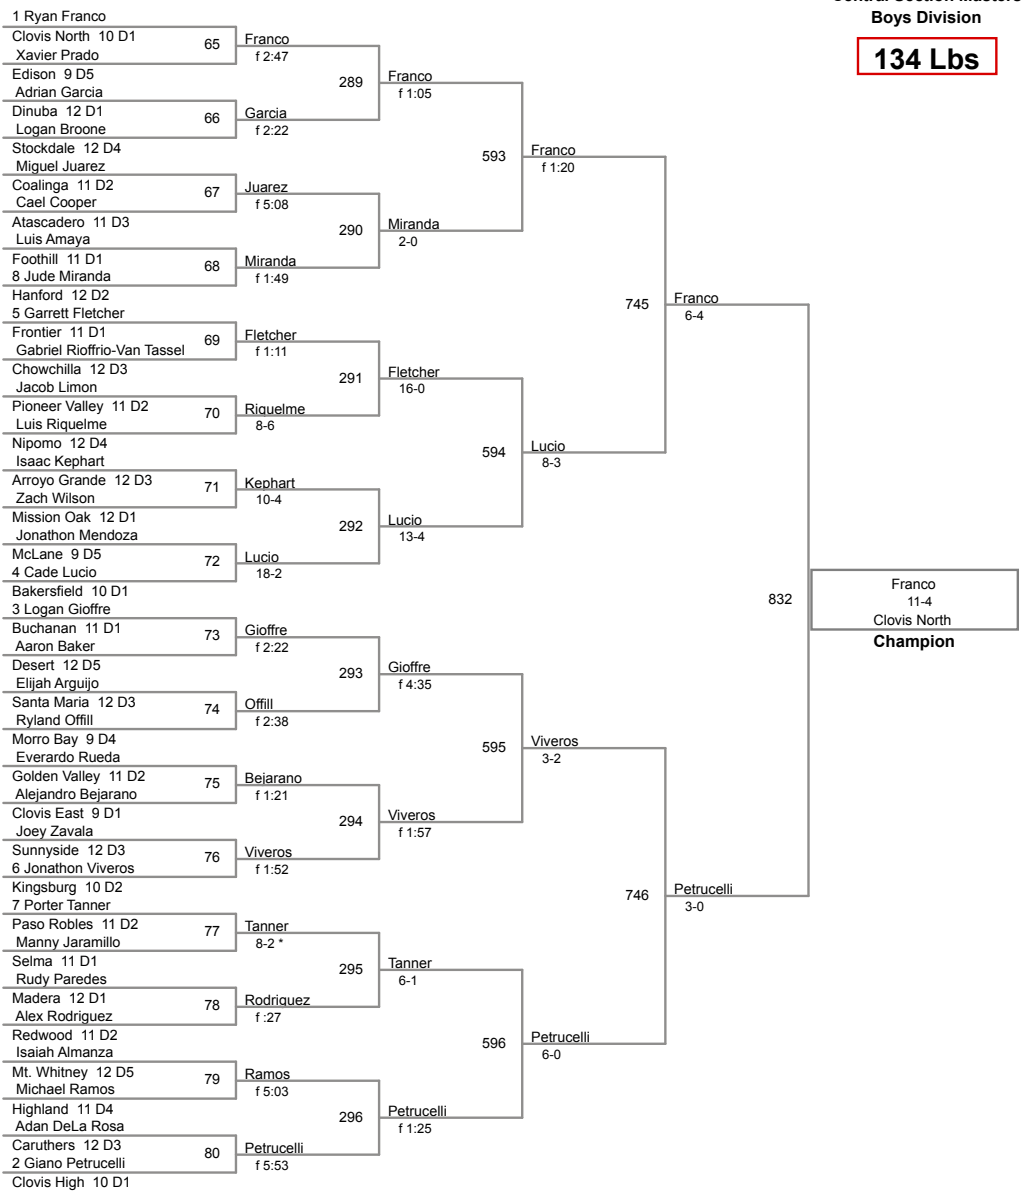 Central Section Masters
Boys Division
134 Lbs
1 Ryan Franco
Clovis North 10 D1
Xavier Prado
Edison 9 D5
Adrian Garcia
Dinuba 12 D1
Logan Broone
Stockdale 12 D4
Miguel Juarez
Coalinga 11 D2
Cael Cooper
Atascadero 11 D3
Luis Amaya
Foothill 11 D1
8 Jude Miranda
Hanford 12 D2
5 Garrett Fletcher
Frontier 11 D1
Gabriel Rioffrio-Van Tassel
Chowchilla 12 D3
Jacob Limon
Pioneer Valley 11 D2
Luis Riquelme
Nipomo 12 D4
Isaac Kephart
Arroyo Grande 12 D3
Zach Wilson
Mission Oak 12 D1
Jonathon Mendoza
McLane 9 D5
4 Cade Lucio
Bakersfield 10 D1
3 Logan Gioffre
Buchanan 11 D1
Aaron Baker
Desert 12 D5
Elijah Arguijo
Santa Maria 12 D3
Ryland Offill
Morro Bay 9 D4
Everardo Rueda
Golden Valley 11 D2
Alejandro Bejarano
Clovis East 9 D1
Joey Zavala
Sunnyside 12 D3
6 Jonathon Viveros
Kingsburg 10 D2
7 Porter Tanner
Paso Robles 11 D2
Manny Jaramillo
Selma 11 D1
Rudy Paredes
Madera 12 D1
Alex Rodriguez
Redwood 11 D2
Isaiah Almanza
Mt. Whitney 12 D5
Michael Ramos
Highland 11 D4
Adan DeLa Rosa
Caruthers 12 D3
2 Giano Petrucelli
Clovis High 10 D1
65
66
67
68
69
70
71
72
73
74
75
76
77
78
79
80
Franco
f 2:47
Garcia
f 2:22
Juarez
f 5:08
Miranda
f 1:49
Fletcher
f 1:11
Riquelme
8-6
Kephart
10-4
Lucio
18-2
Gioffre
f 2:22
Offill
f 2:38
Bejarano
f 1:21
Viveros
f 1:52
Tanner
8-2 *
Rodriguez
f :27
Ramos
f 5:03
Petrucelli
f 5:53
289
290
291
292
293
294
295
296
Franco
f 1:05
Miranda
2-0
Fletcher
16-0
Lucio
13-4
Gioffre
f 4:35
Viveros
f 1:57
Tanner
6-1
Petrucelli
f 1:25
593
594
595
596
Franco
f 1:20
Lucio
8-3
Viveros
3-2
Petrucelli
6-0
745
746
Franco
6-4
Petrucelli
3-0
832
Franco
11-4
Clovis North
Champion